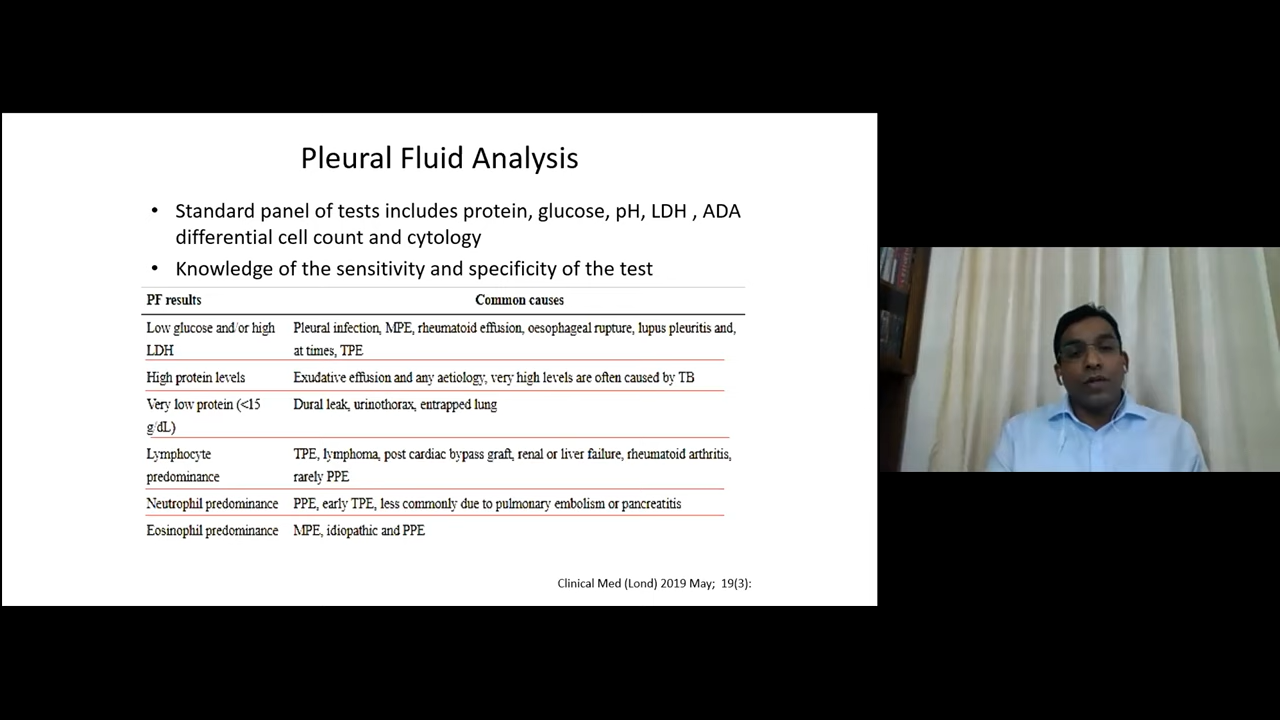 Pleural Fluid Analysis
• Standard panel of tests includes protein, glucose, pH, LDH , ADA
differential cell count and cytology
• Knowledge of the sensitivity and specificity of the test
PF results Common causes
Low glucose and/or high Pleural infection, MPE, rheumatoid effusion, oesophageal rupture, lupus pleuritis and,
LDH at times, TPE
High protein levels Exudative effusion and any aetiology, very high levels are often caused by TB
Very low protein (<15 Dural leak, urinothorax, entrapped lung
g/dL)
Lymphocyte TPE, lymphoma, post cardiac bypass graft, renal or liver failure, rheumatoid arthritis,
predominance rarely PPE
Neutrophil predominance PPE, early TPE, less commonly due to pulmonary embolism or pancreatitis
Eosinophil predominance MPE, idiopathic and PPE
Clinical Med (Lond) 2019 May; 19(3):